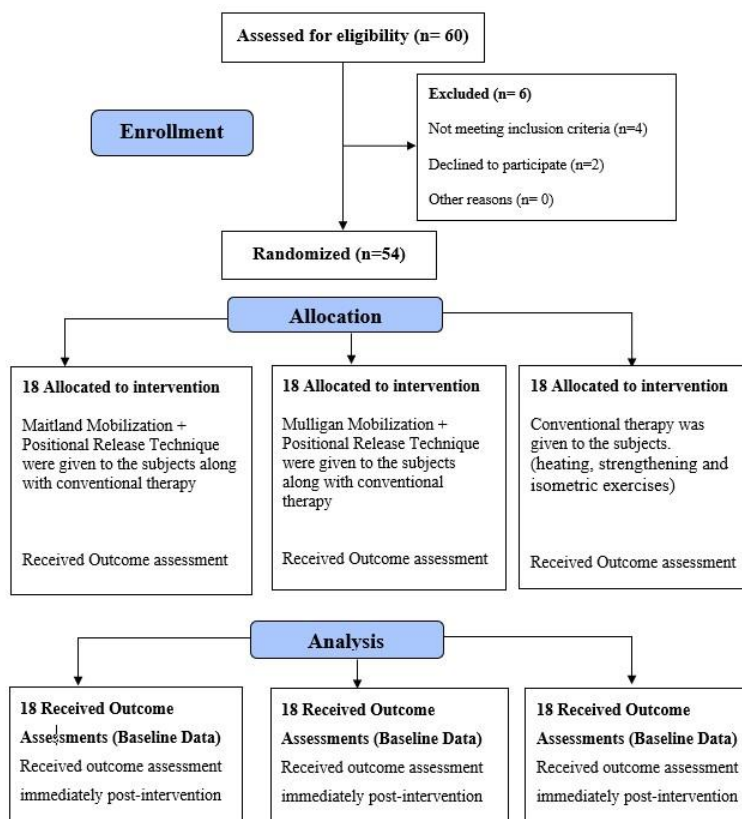 Assessed for eligibility (n= 60)
Excluded (n= 6)
Not meeting inclusion criteria (n=4)
Declined to participate (n=2)
Other reasons (n= 0)
Enrollment
Randomized (n=54)
Allocation
18 Allocated to intervention
Maitland Mobilization +
Positional Release Technique
were given to the subjects along
with conventional therapy
Received Outcome assessment
18 Allocated to intervention
Mulligan Mobilization +
Positional Release Technique
were given to the subjects
along with conventional
therapy
Received Outcome assessment
18 Allocated to intervention
Conventional therapy was
given to the subjects.
(heating, strengthening and
isometric exercises)
Received Outcome assessment
Analysis
18 Received Outcome
Assessments (Baseline Data)
Received outcome assessment
immediately post-intervention
18 Received Outcome
Assessments (Baseline Data)
Received outcome assessment
immediately post-intervention
18 Received Outcome
Assessments (Baseline Data)
Received outcome assessment
immediately post-intervention